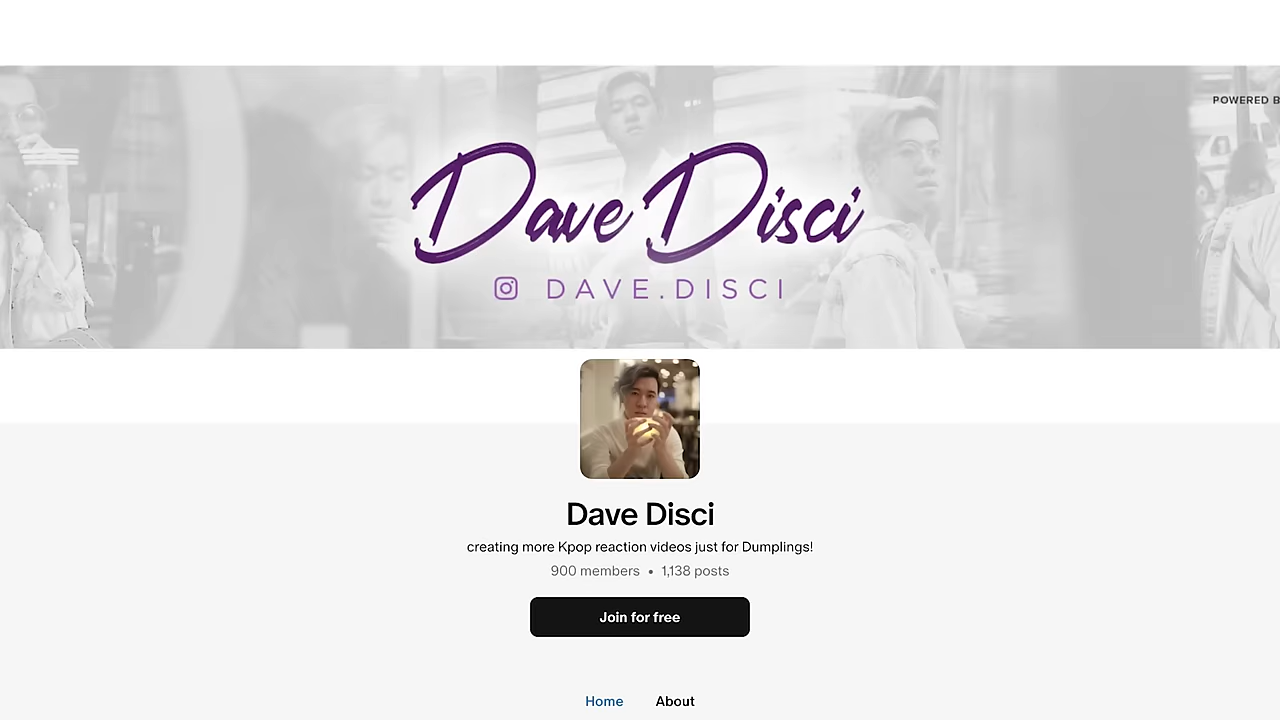 POWERED B
Dave Disci
DAVE.DISCI
Dave Disci
creating more Kpop reaction videos just for Dumplings!
900 members • 1,138 posts
Join for free
Home About